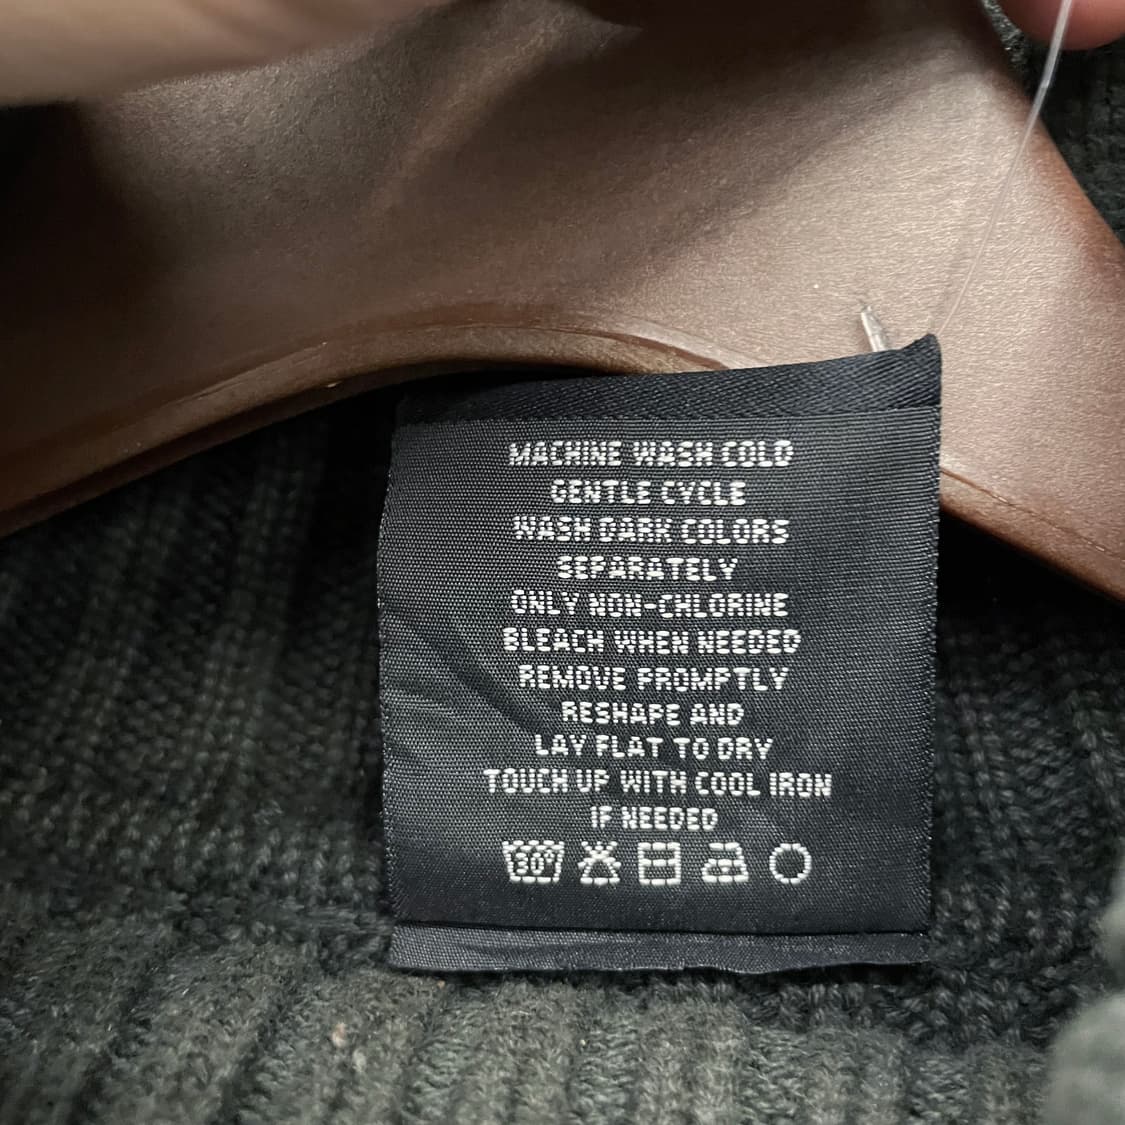 MACHINE WASH COLD
GENTLE CYCLE
WASH DARK COLORS
SEPARATELY
ONLY NON-CHLORINE
BLEACH WHEN NEEDED
REMOVE PROMPTLY
RESHAPE AND
LAY FLAT TO DRY
TOUCH UP WITH COOL IRON
IF NEEDED
30°